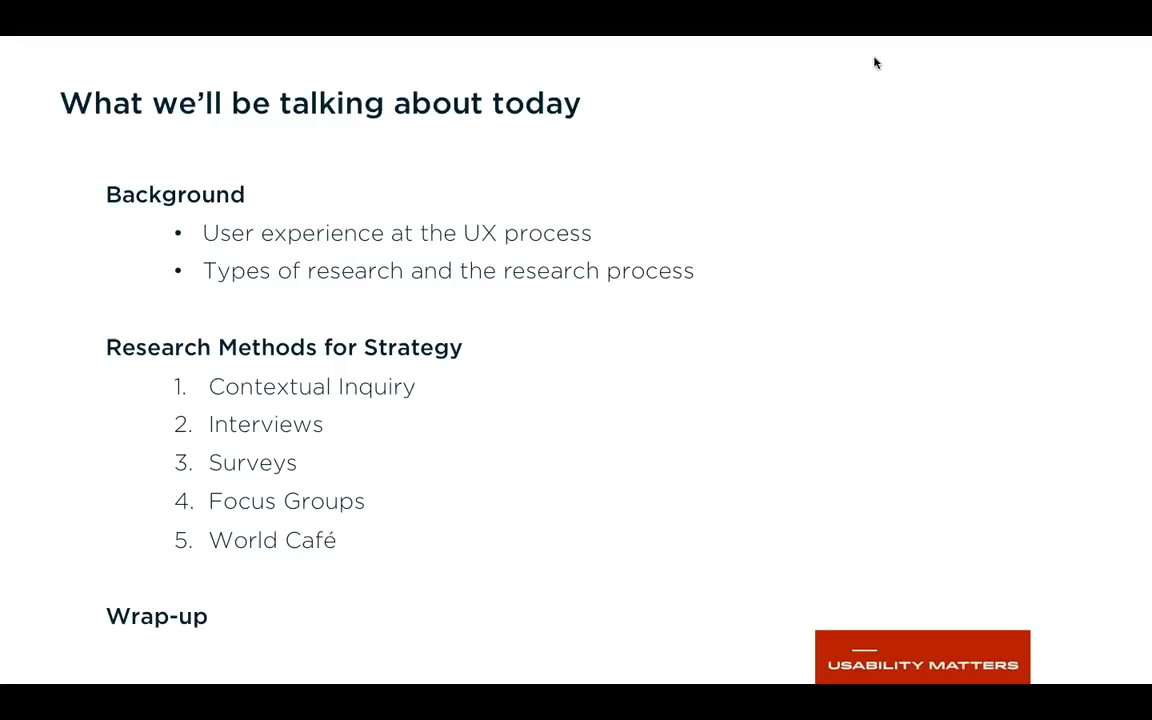 What we’ll be talking about today
Background
• User experience at the UX process
• Types of research and the research process
Research Methods for Strategy
1. Contextual Inquiry
2. Interviews
3. Surveys
4. Focus Groups
5. World Café
Wrap-up
USABILITY MATTERS